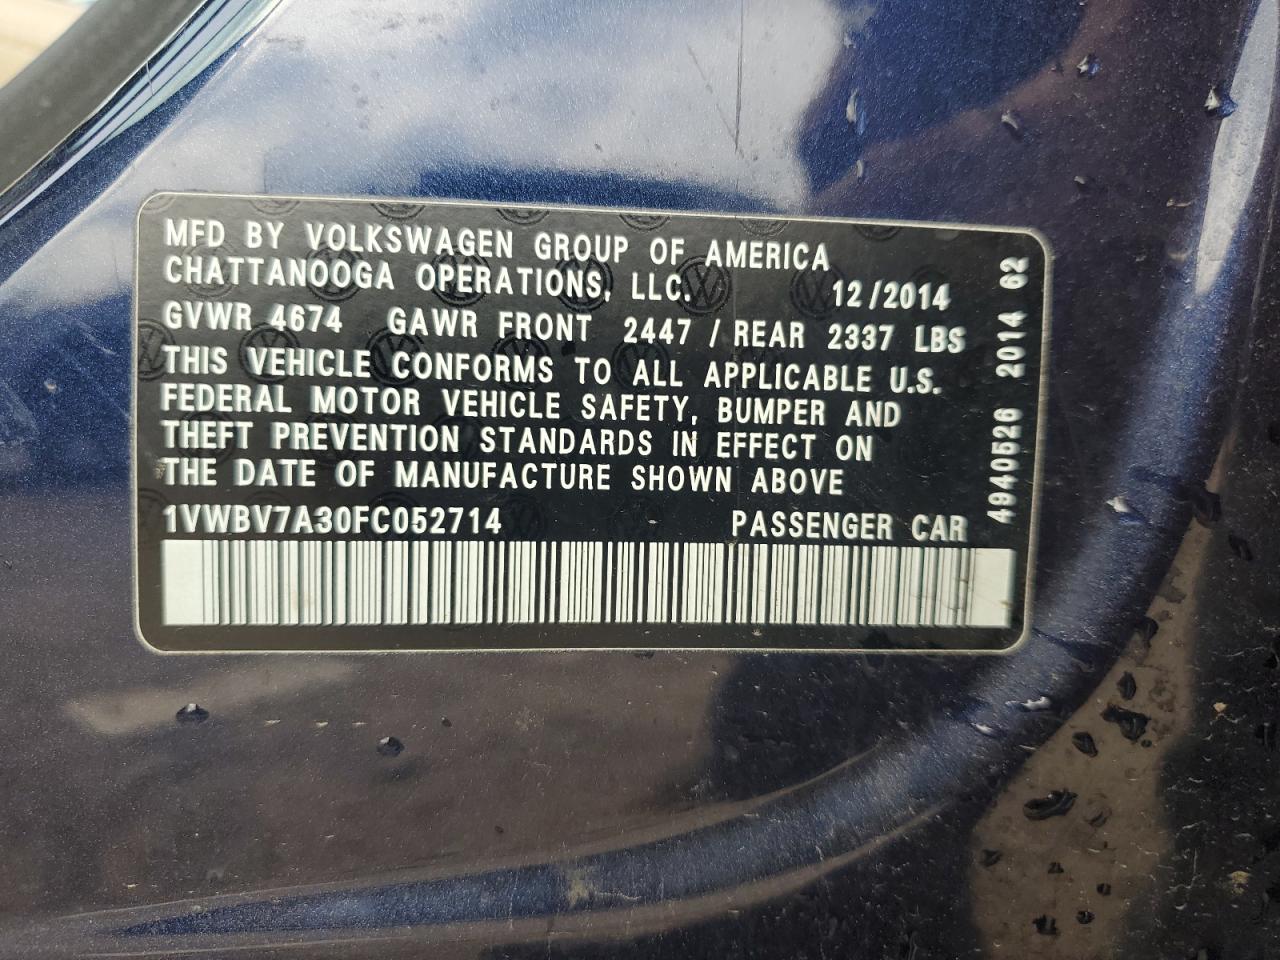 MFD BY VOLKSWAGEN GROUP OF AMERICA
CHATTANOOGA OPERATIONS, LLC. 12/2014
GVWR 4674 GAWR FRONT 2447 / REAR 2337 LBS
THIS VEHICLE CONFORMS TO ALL APPLICABLE U.S.
FEDERAL MOTOR VEHICLE SAFETY, BUMPER AND
THEFT PREVENTION STANDARDS IN EFFECT ON
THE DATE OF MANUFACTURE SHOWN ABOVE
1VWBV7A30FC052714 PASSENGER CAR
4940526 2014 62